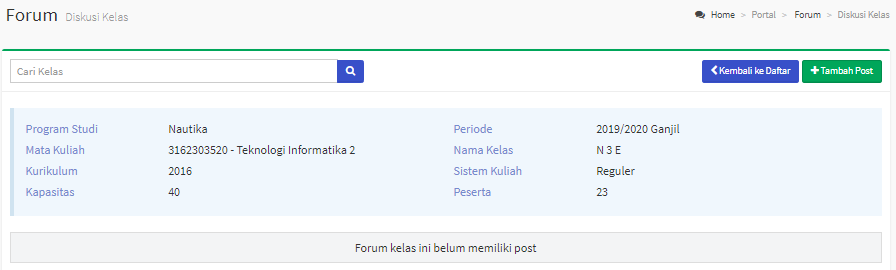 Forum Diskusi Kelas
Home > Portal > Forum > Diskusi Kelas
Cari Kelas
Kembali ke Daftar
Tambah Post
Program Studi Nautika Periode 2019/2020 Ganjil
Mata Kuliah 3162303520 - Teknologi Informatika 2 Nama Kelas N 3 E
Kurikulum 2016 Sistem Kuliah Reguler
Kapasitas 40 Peserta 23
Forum kelas ini belum memiliki post